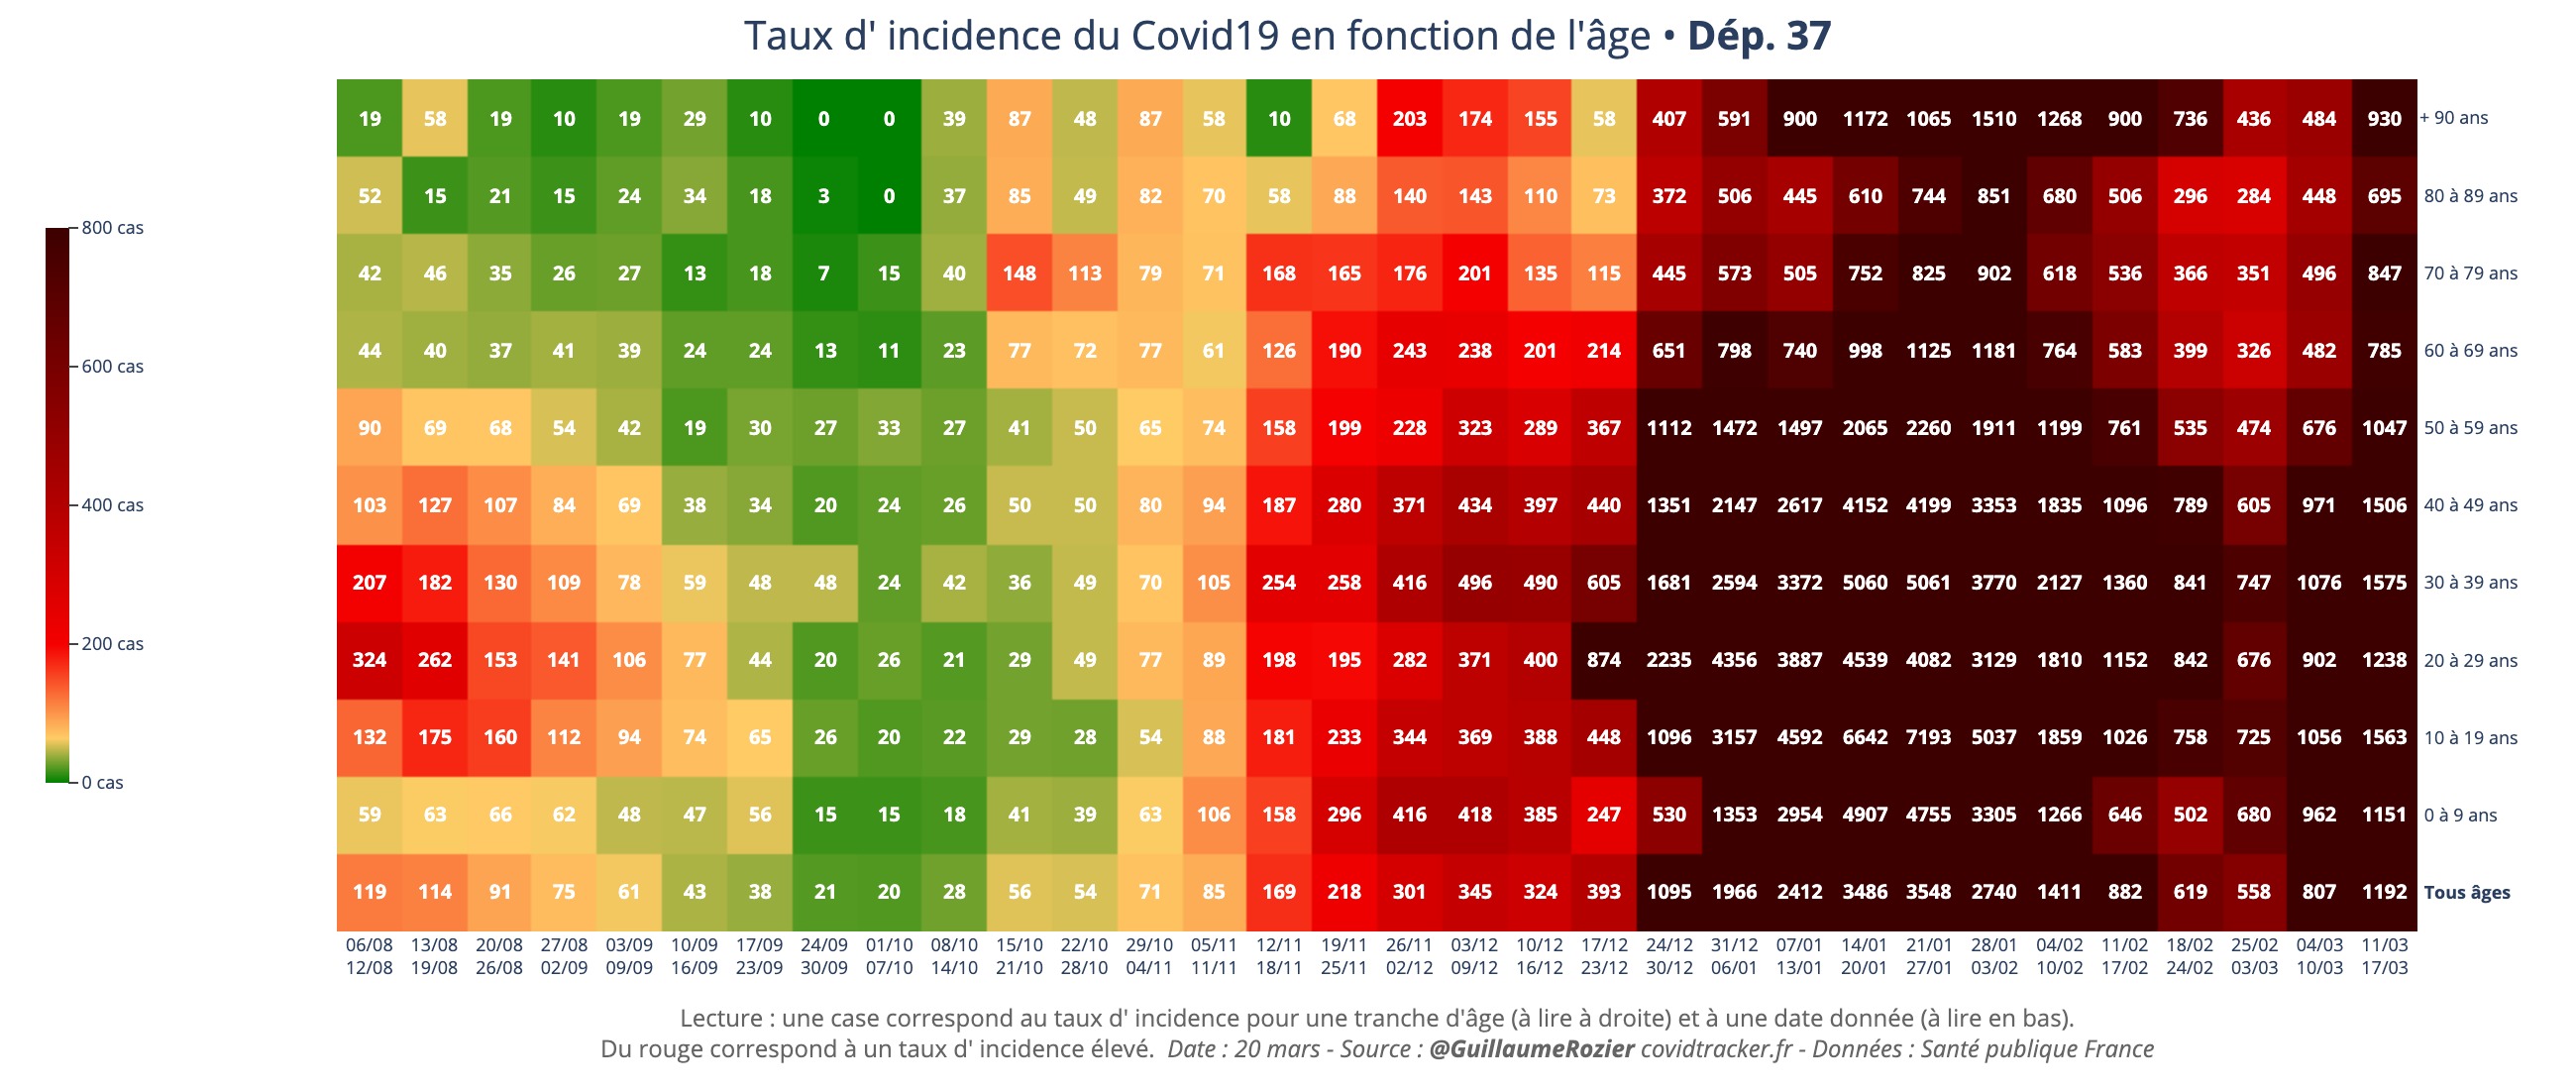 Taux d' incidence du Covid19 en fonction de l'âge • Dép. 37
800 cas
600 cas
400 cas
200 cas
0 cas
19 58 19 10 19 29 10 0 0 39 87 48 87 58 10 68 203 174 155 58 407 591 900 1172 1065 1510 1268 900 736 436 484 930 + 90 ans
52 15 21 15 24 34 18 3 0 37 85 49 82 70 58 88 140 143 110 73 372 506 445 610 744 851 680 506 296 284 448 695 80 à 89 ans
42 46 35 26 27 13 18 7 15 40 148 113 79 71 168 165 176 201 135 115 445 573 505 752 825 902 618 536 366 351 496 847 70 à 79 ans
44 40 37 41 39 24 24 13 11 23 77 72 77 61 126 190 243 238 201 214 651 798 740 998 1125 1181 764 583 399 326 482 785 60 à 69 ans
90 69 68 54 42 19 30 27 33 27 41 50 65 74 158 199 228 323 289 367 1112 1472 1497 2065 2260 1911 1199 761 535 474 676 1047 50 à 59 ans
103 127 107 84 69 38 34 20 24 26 50 50 80 94 187 280 371 434 397 440 1351 2147 2617 4152 4199 3353 1835 1096 789 605 971 1506 40 à 49 ans
207 182 130 109 78 59 48 48 24 42 36 49 70 105 254 258 416 496 490 605 1681 2594 3372 5060 5061 3770 2127 1360 841 747 1076 1575 30 à 39 ans
324 262 153 141 106 77 44 20 26 21 29 49 77 89 198 195 282 371 400 874 2235 4356 3887 4539 4082 3129 1810 1152 842 676 902 1238 20 à 29 ans
132 175 160 112 94 74 65 26 20 22 29 28 54 88 181 233 344 369 388 448 1096 3157 4592 6642 7193 5037 1859 1026 758 725 1056 1563 10 à 19 ans
59 63 66 62 48 47 56 15 15 18 41 39 63 106 158 296 416 418 385 247 530 1353 2954 4907 4755 3305 1266 646 502 680 962 1151 0 à 9 ans
119 114 91 75 61 43 38 21 20 28 56 54 71 85 169 218 301 345 324 393 1095 1966 2412 3486 3548 2740 1411 882 619 558 807 1192 Tous âges
06/08 13/08 20/08 27/08 03/09 10/09 17/09 24/09 01/10 08/10 15/10 22/10 29/10 05/11 12/11 19/11 26/11 03/12 10/12 17/12 24/12 31/12 07/01 14/01 21/01 28/01 04/02 11/02 18/02 25/02 04/03 11/03
12/08 19/08 26/08 02/09 09/09 16/09 23/09 30/09 07/10 14/10 21/10 28/10 04/11 11/11 18/11 25/11 02/12 09/12 16/12 23/12 30/12 06/01 13/01 20/01 27/01 03/02 10/02 17/02 24/02 03/03 10/03 17/03
Lecture : une case correspond au taux d' incidence pour une tranche d'âge (à lire à droite) et à une date donnée (à lire en bas).
Du rouge correspond à un taux d' incidence élevé. Date : 20 mars - Source : @GuillaumeRozier covidtracker.fr - Données : Santé publique France